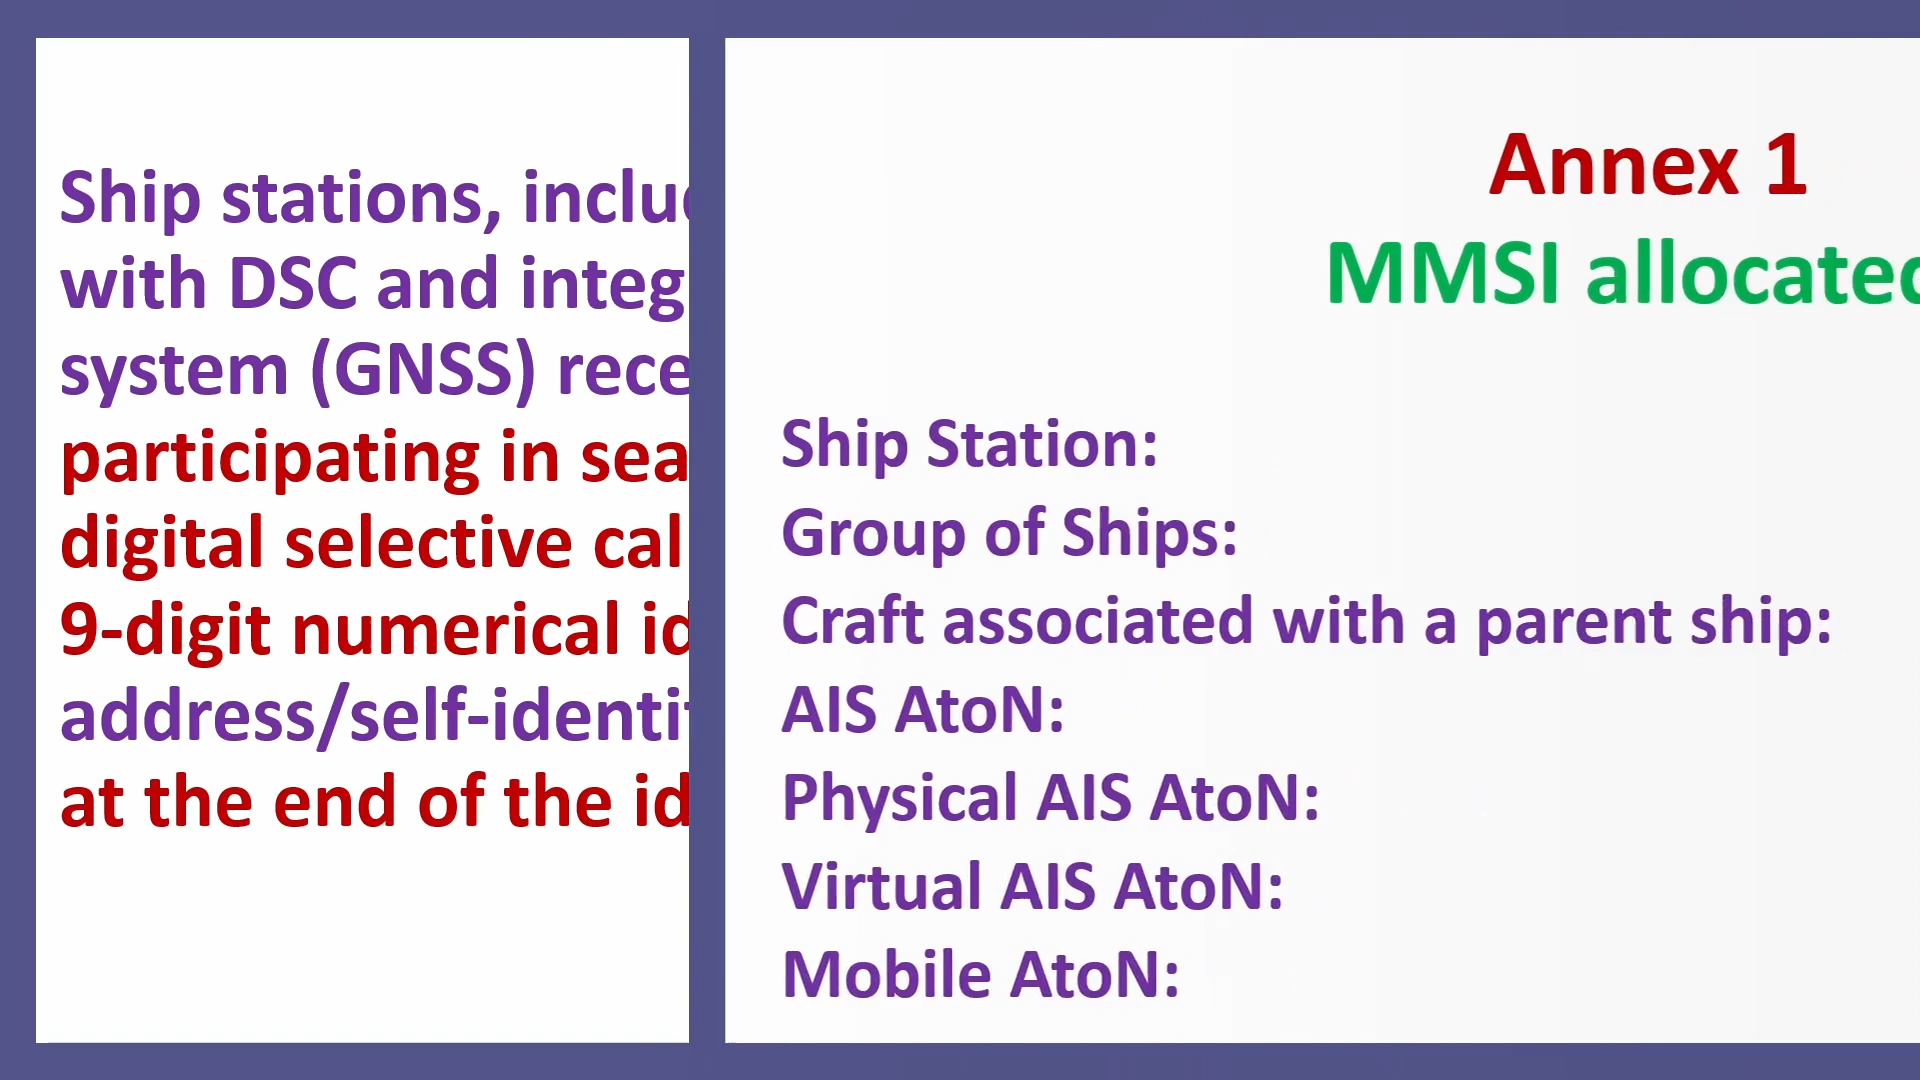 Ship stations, includ
with DSC and integ
system (GNSS) rece
participating in sea
digital selective cal
9-digit numerical id
address/self-identif
at the end of the id
Annex 1
MMSI allocated
Ship Station:
Group of Ships:
Craft associated with a parent ship:
AIS AtoN:
Physical AIS AtoN:
Virtual AIS AtoN:
Mobile AtoN: